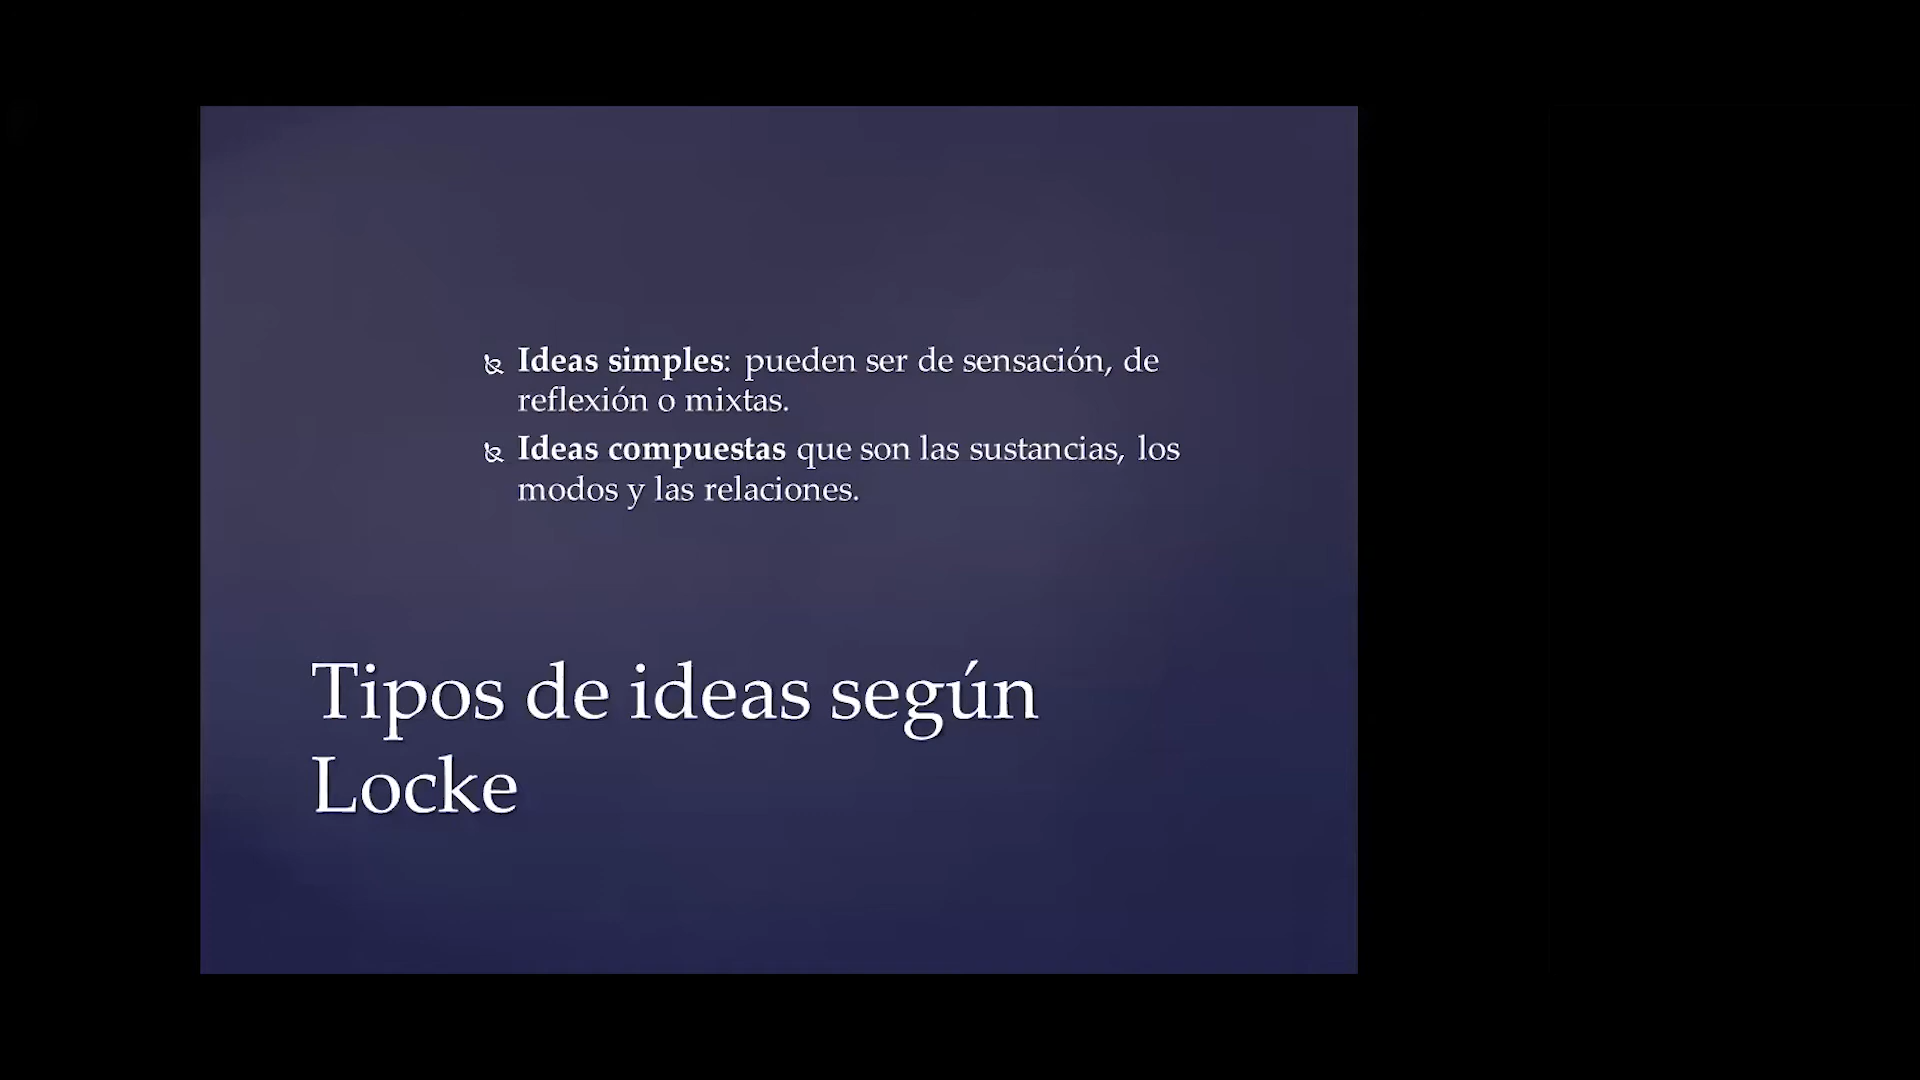 Ideas simples: pueden ser de sensación, de
reflexión o mixtas.
Ideas compuestas que son las sustancias, los
modos y las relaciones.
Tipos de ideas según
Locke